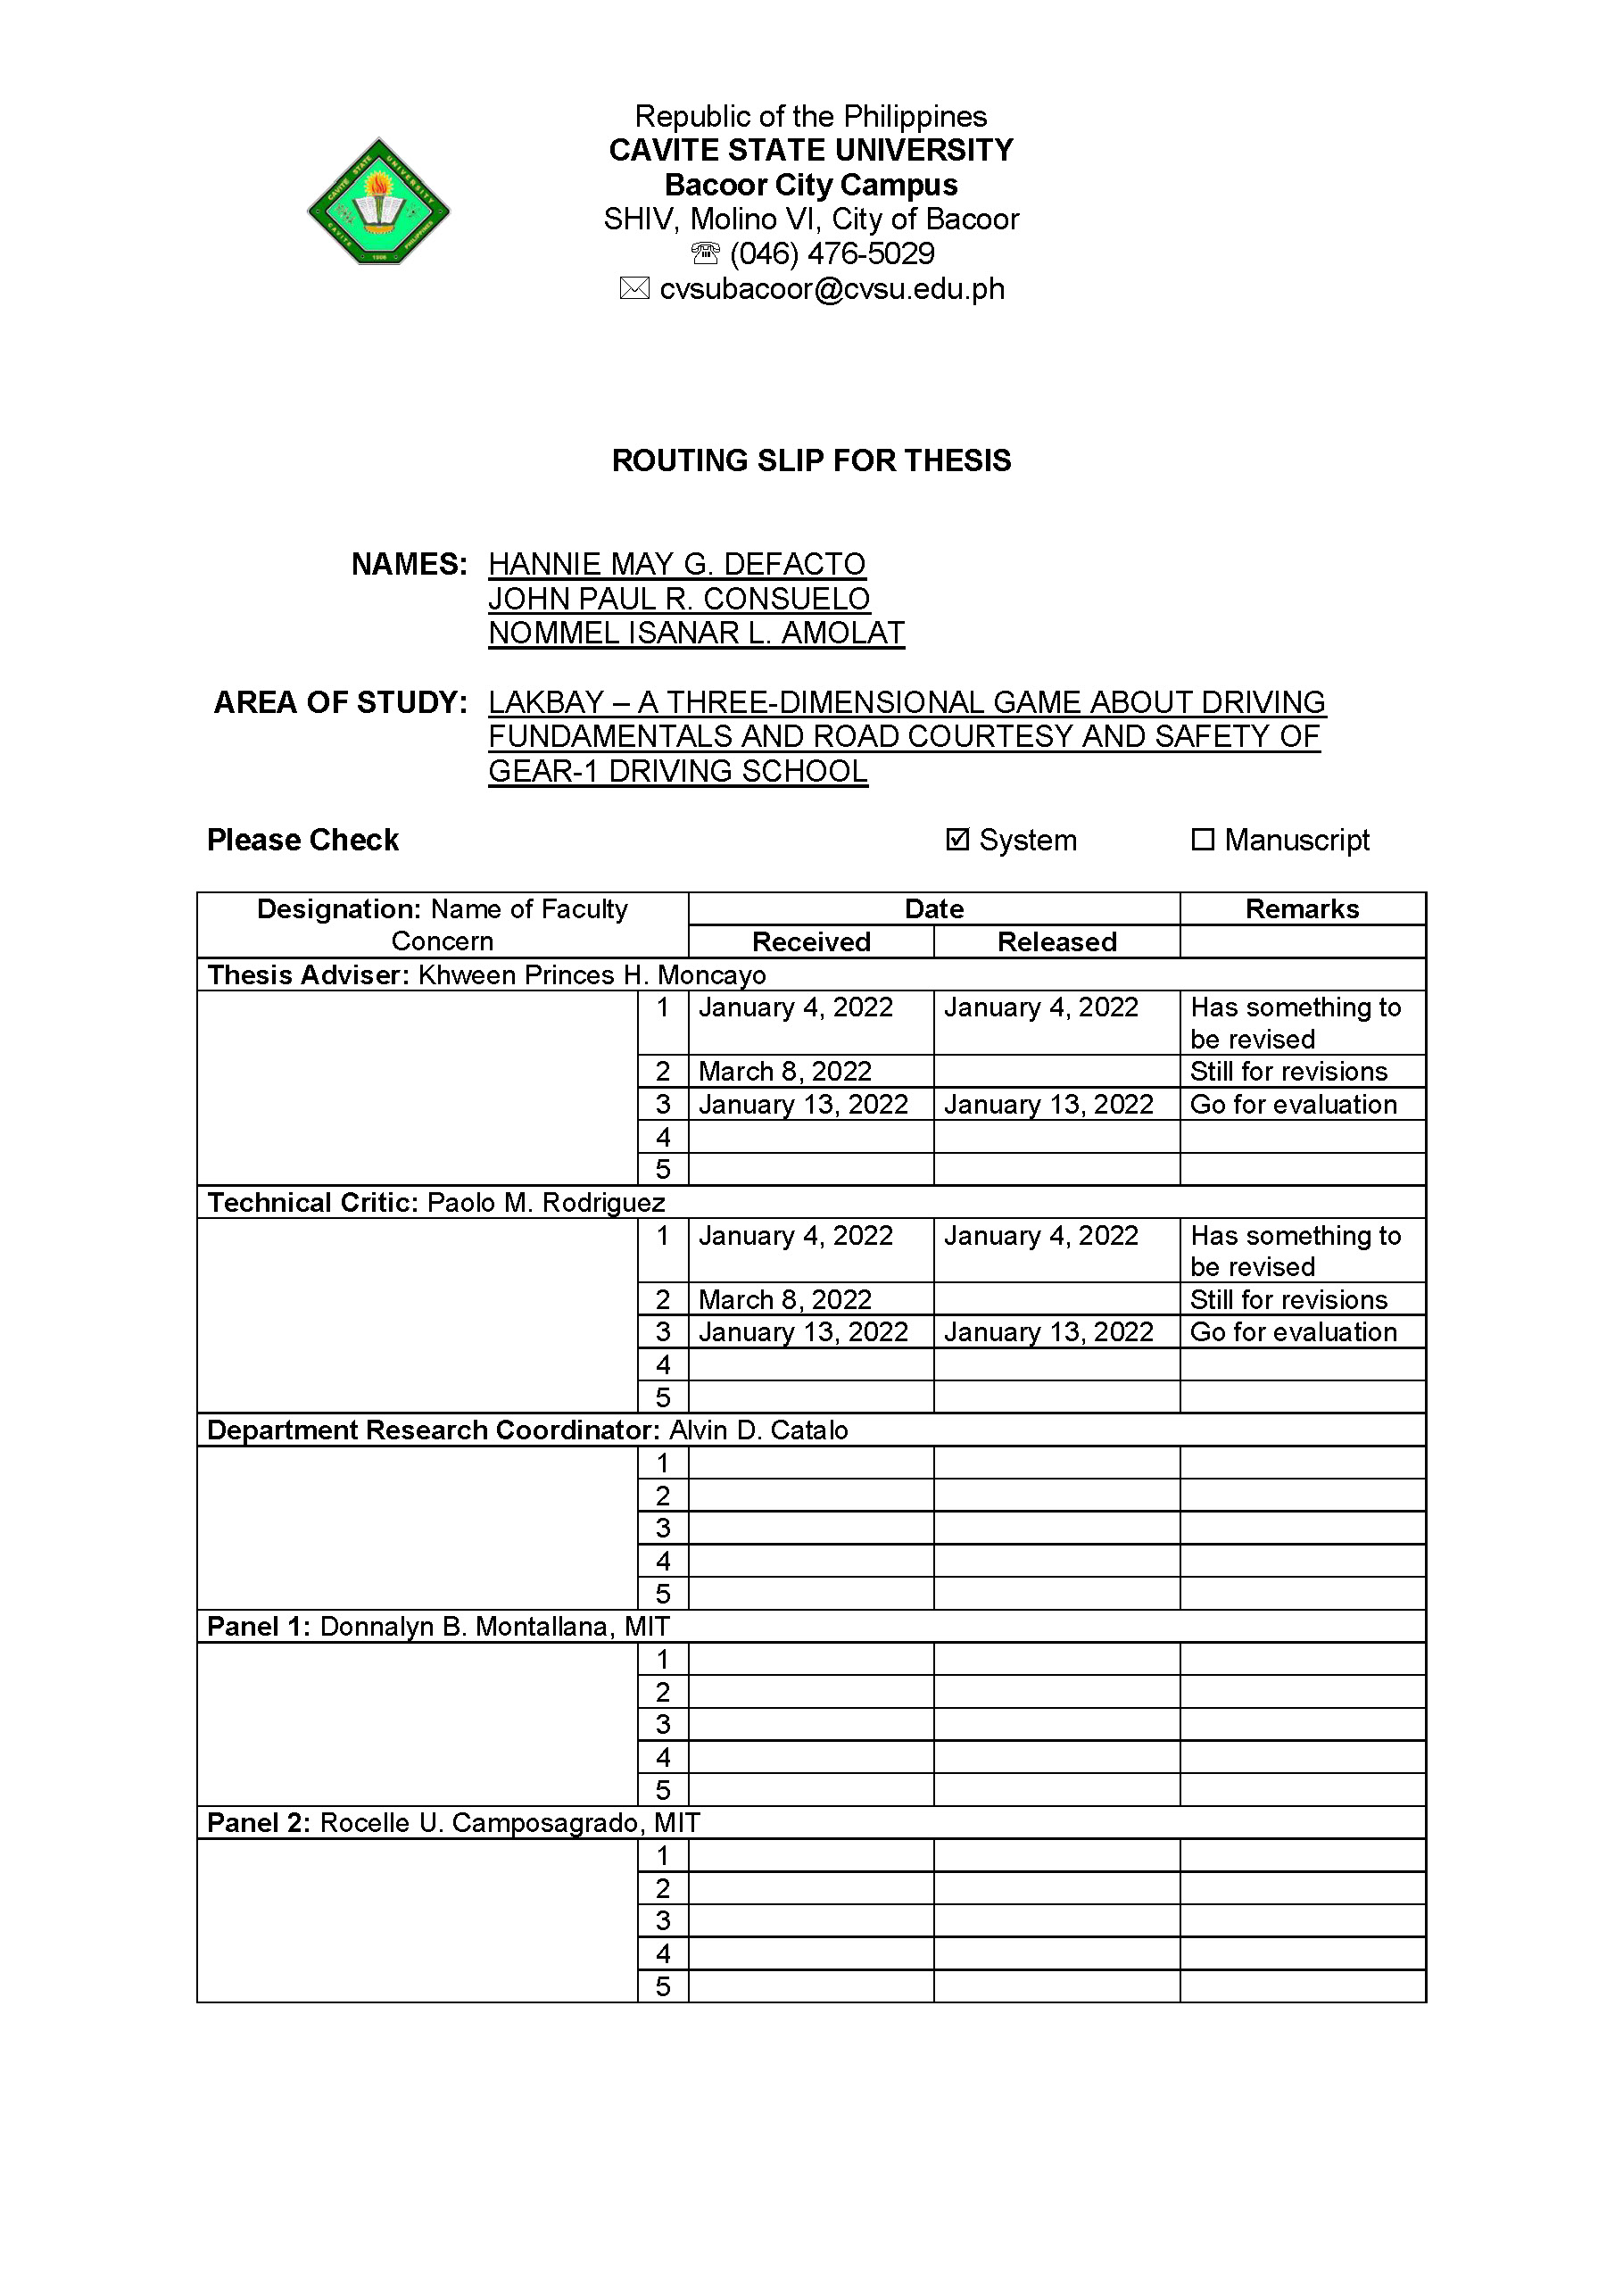 Republic of the Philippines
CAVITE STATE UNIVERSITY
Bacoor City Campus
SHIV, Molino VI, City of Bacoor
☏ (046) 476-5029
✉ cvsubacoor@cvsu.edu.ph
CAVITE STATE UNIVERSITY
CAVITE 1906 PHILIPPINES
ROUTING SLIP FOR THESIS
NAMES: HANNIE MAY G. DEFACTO
JOHN PAUL R. CONSUELO
NOMMEL ISANAR L. AMOLAT
AREA OF STUDY: LAKBAY – A THREE-DIMENSIONAL GAME ABOUT DRIVING
FUNDAMENTALS AND ROAD COURTESY AND SAFETY OF
GEAR-1 DRIVING SCHOOL
Please Check ☑ System ☐ Manuscript
Designation: Name of Faculty Date Remarks
Concern Received Released
Thesis Adviser: Khween Princes H. Moncayo
1 January 4, 2022 January 4, 2022 Has something to
be revised
2 March 8, 2022 Still for revisions
3 January 13, 2022 January 13, 2022 Go for evaluation
4
5
Technical Critic: Paolo M. Rodriguez
1 January 4, 2022 January 4, 2022 Has something to
be revised
2 March 8, 2022 Still for revisions
3 January 13, 2022 January 13, 2022 Go for evaluation
4
5
Department Research Coordinator: Alvin D. Catalo
1
2
3
4
5
Panel 1: Donnalyn B. Montallana, MIT
1
2
3
4
5
Panel 2: Rocelle U. Camposagrado, MIT
1
2
3
4
5